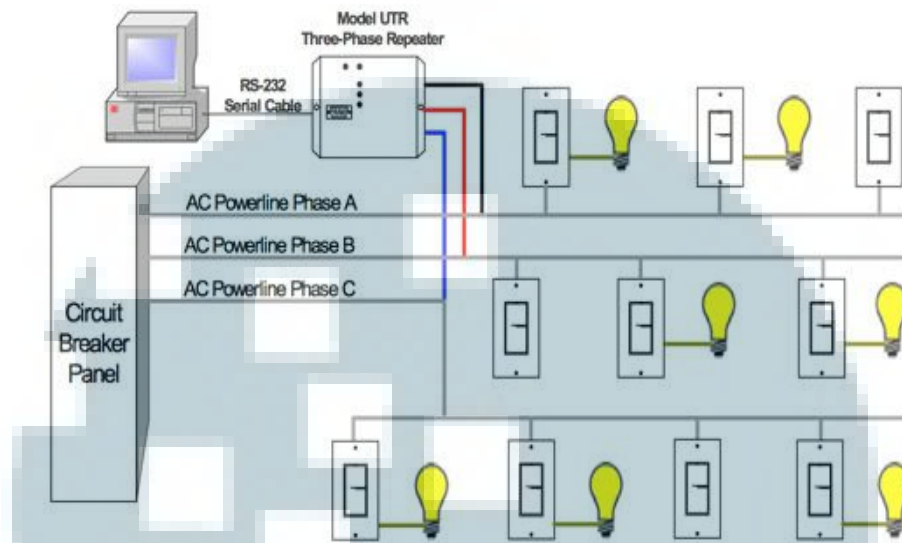 Model UTR
Three-Phase Repeater
RS-232
Serial Cable
AC Powerline Phase A
AC Powerline Phase B
AC Powerline Phase C
Circuit
Breaker
Panel